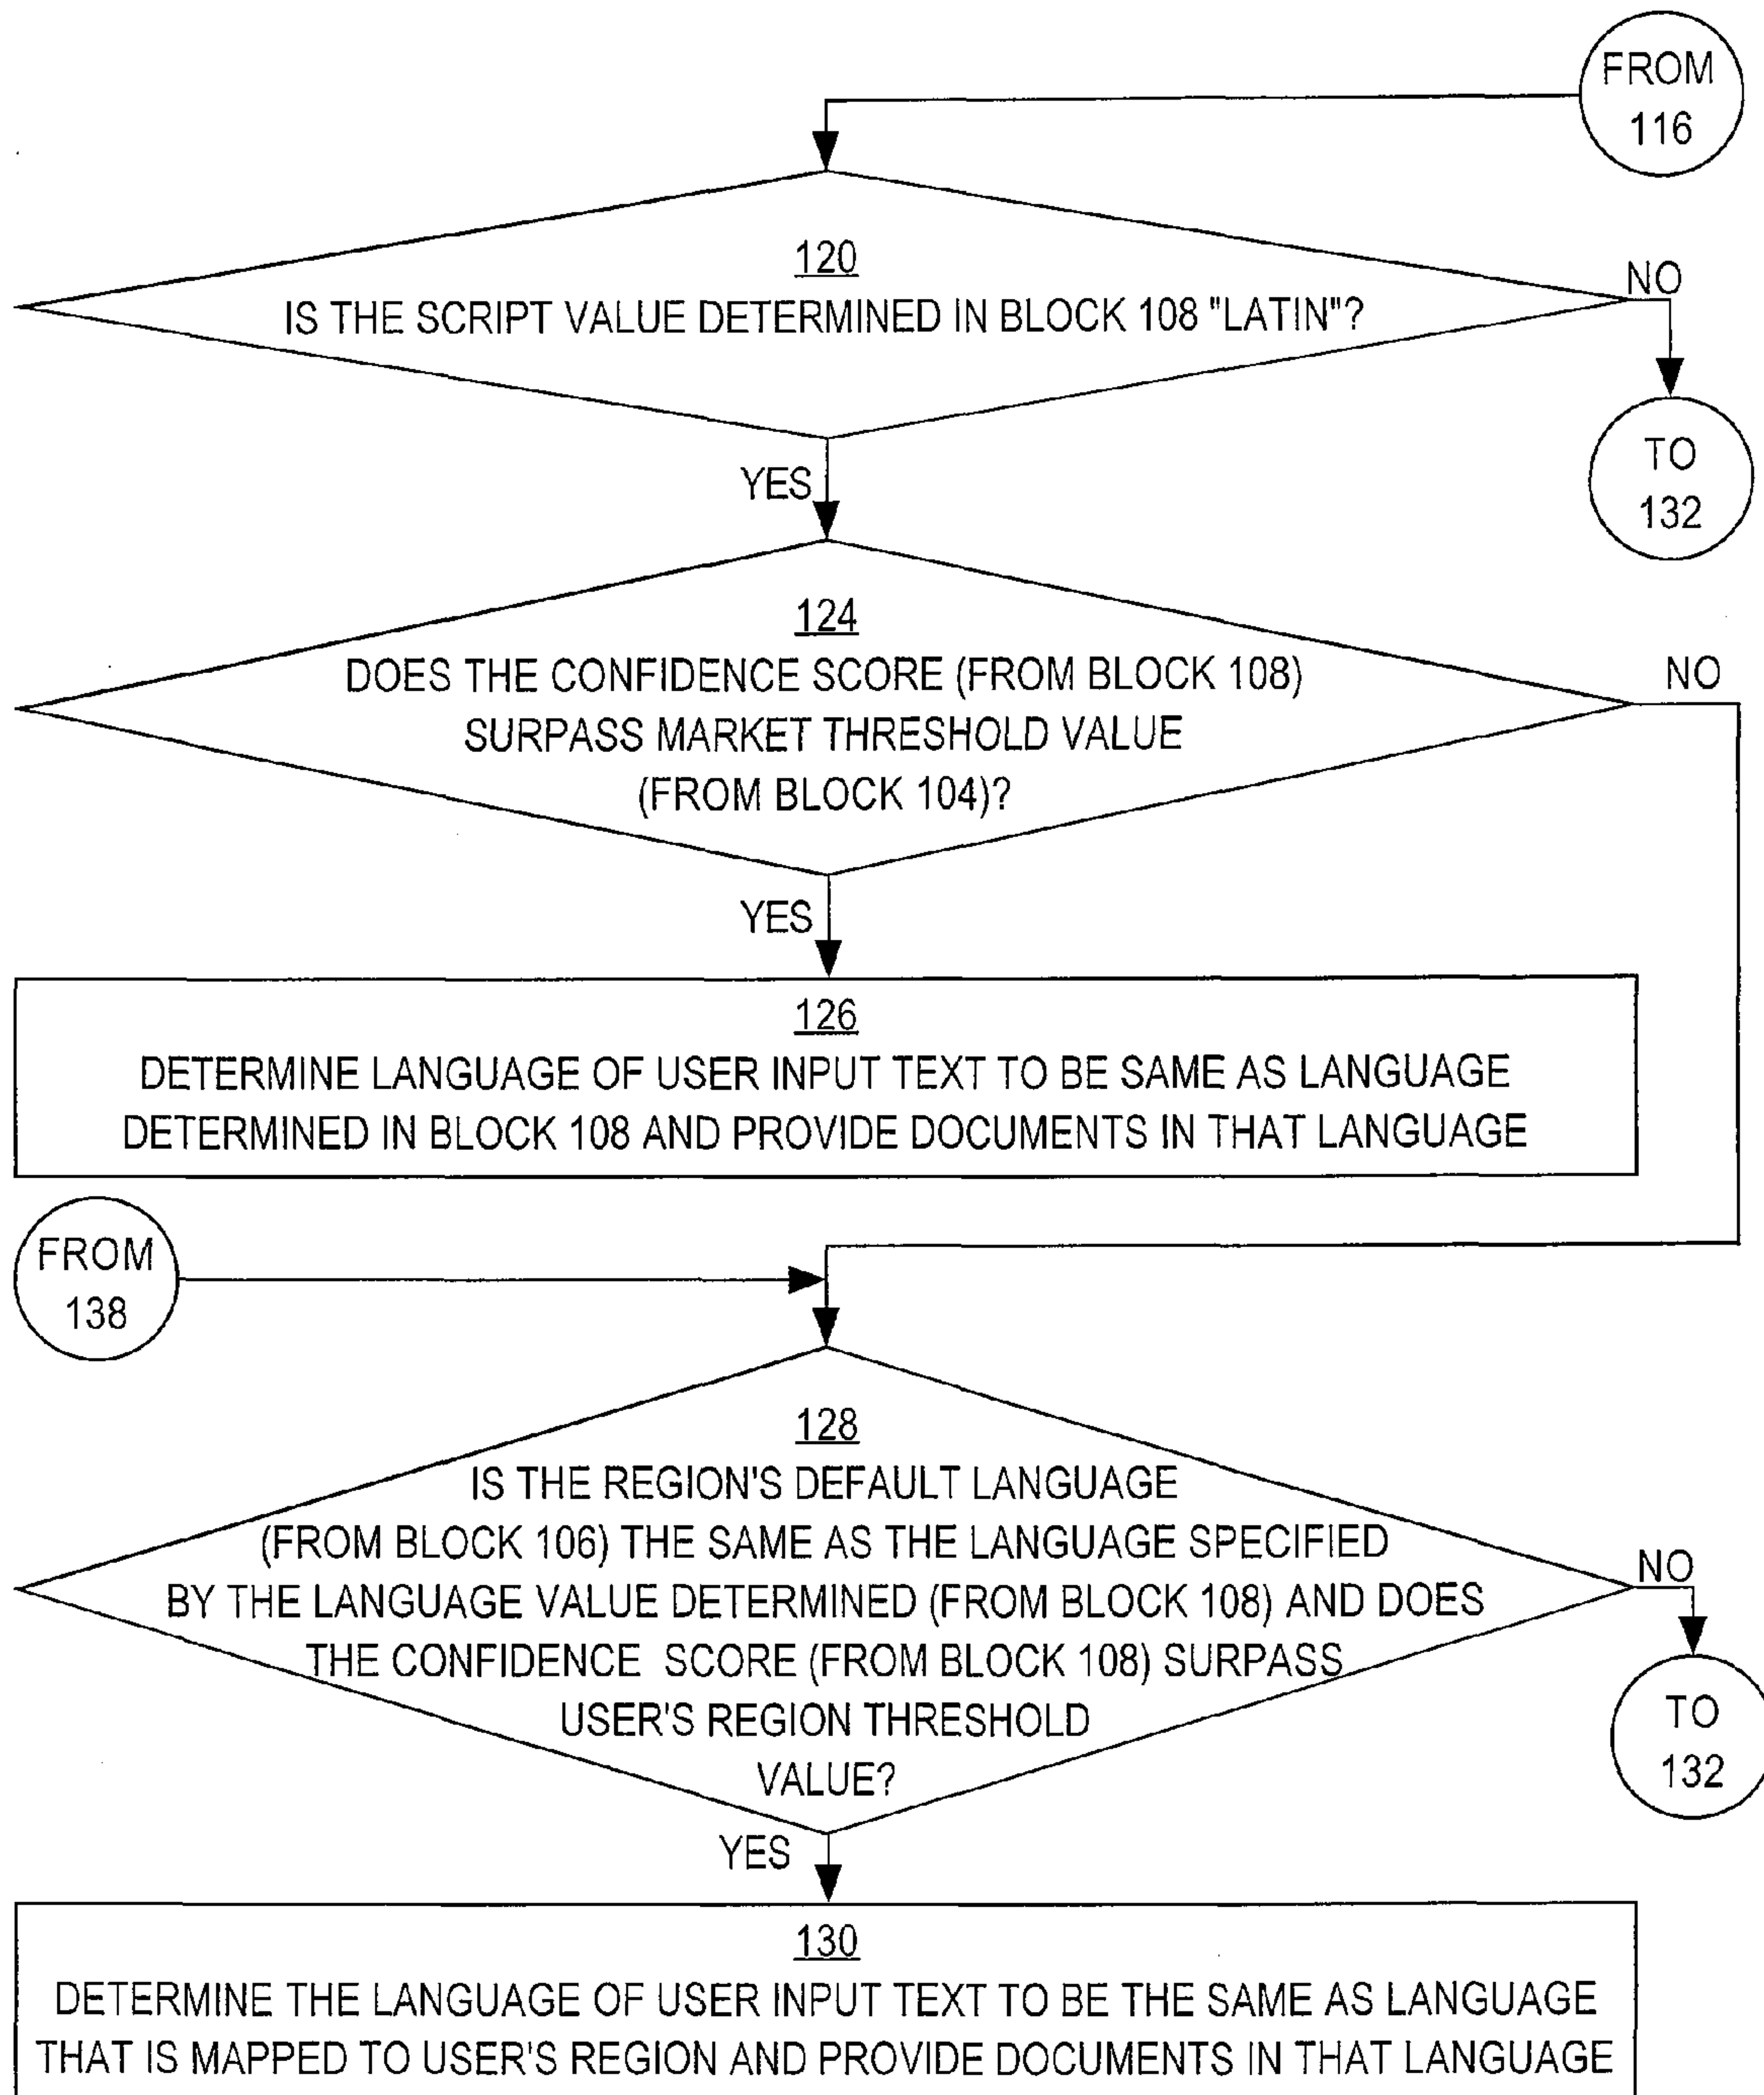 FROM
116
120
IS THE SCRIPT VALUE DETERMINED IN BLOCK 108 "LATIN"?
NO
TO
132
YES
124
DOES THE CONFIDENCE SCORE (FROM BLOCK 108)
SURPASS MARKET THRESHOLD VALUE
(FROM BLOCK 104)?
NO
YES
126
DETERMINE LANGUAGE OF USER INPUT TEXT TO BE SAME AS LANGUAGE
DETERMINED IN BLOCK 108 AND PROVIDE DOCUMENTS IN THAT LANGUAGE
FROM
138
128
IS THE REGION'S DEFAULT LANGUAGE
(FROM BLOCK 106) THE SAME AS THE LANGUAGE SPECIFIED
BY THE LANGUAGE VALUE DETERMINED (FROM BLOCK 108) AND DOES
THE CONFIDENCE SCORE (FROM BLOCK 108) SURPASS
USER'S REGION THRESHOLD
VALUE?
NO
TO
132
YES
130
DETERMINE THE LANGUAGE OF USER INPUT TEXT TO BE THE SAME AS LANGUAGE
THAT IS MAPPED TO USER'S REGION AND PROVIDE DOCUMENTS IN THAT LANGUAGE